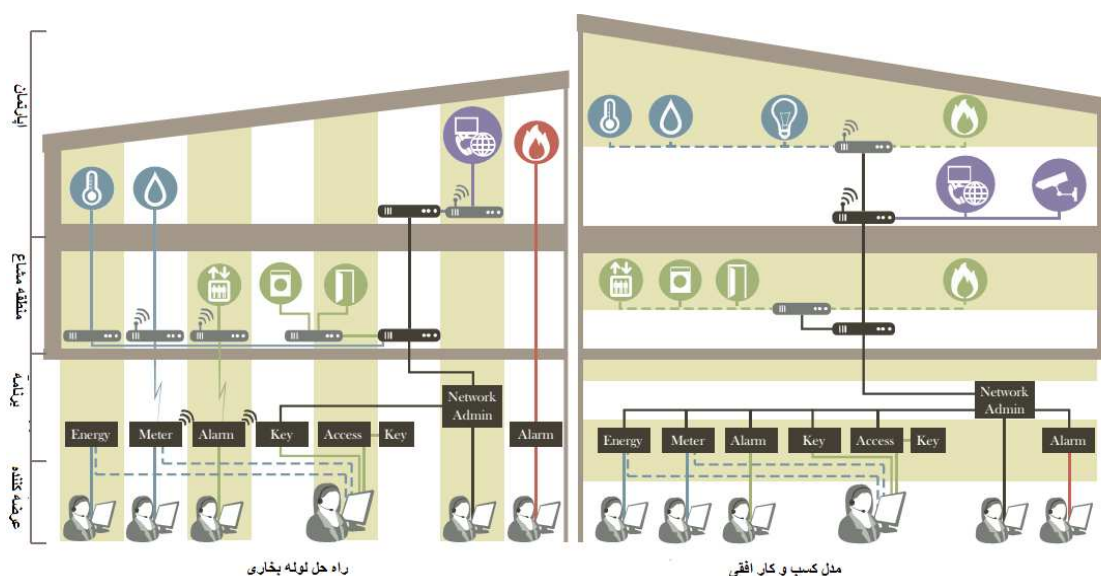 اپارتمان
منطقه مشاع
برنامه
عرضه کننده
Network
Admin
Energy
Meter
Alarm
Key
Access
Key
Alarm
راه حل لوله بخاری
Network
Admin
Energy
Meter
Alarm
Key
Access
Key
Alarm
مدل کسب و کار افقی